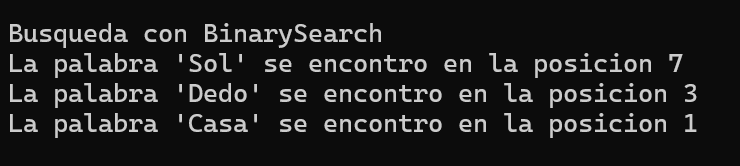 Busqueda con BinarySearch
La palabra 'Sol' se encontro en la posicion 7
La palabra 'Dedo' se encontro en la posicion 3
La palabra 'Casa' se encontro en la posicion 1